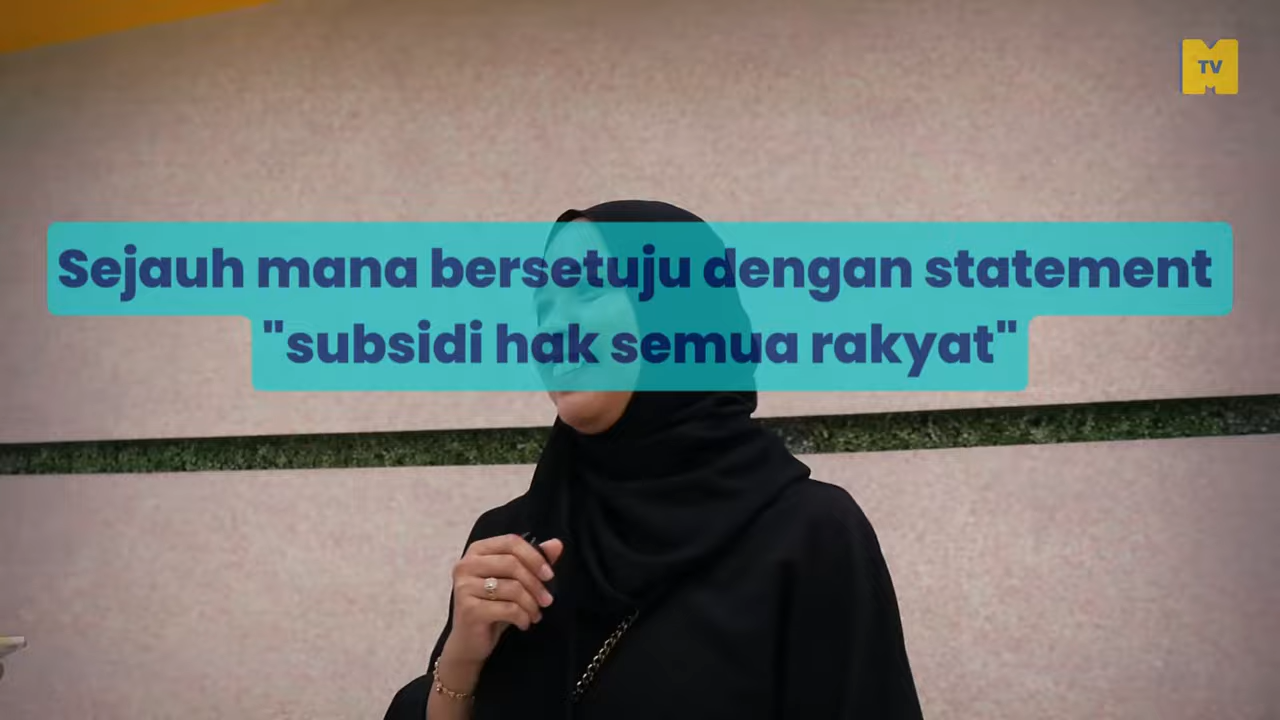 TV
Sejauh mana bersetuju dengan statement
"subsidi hak semua rakyat"